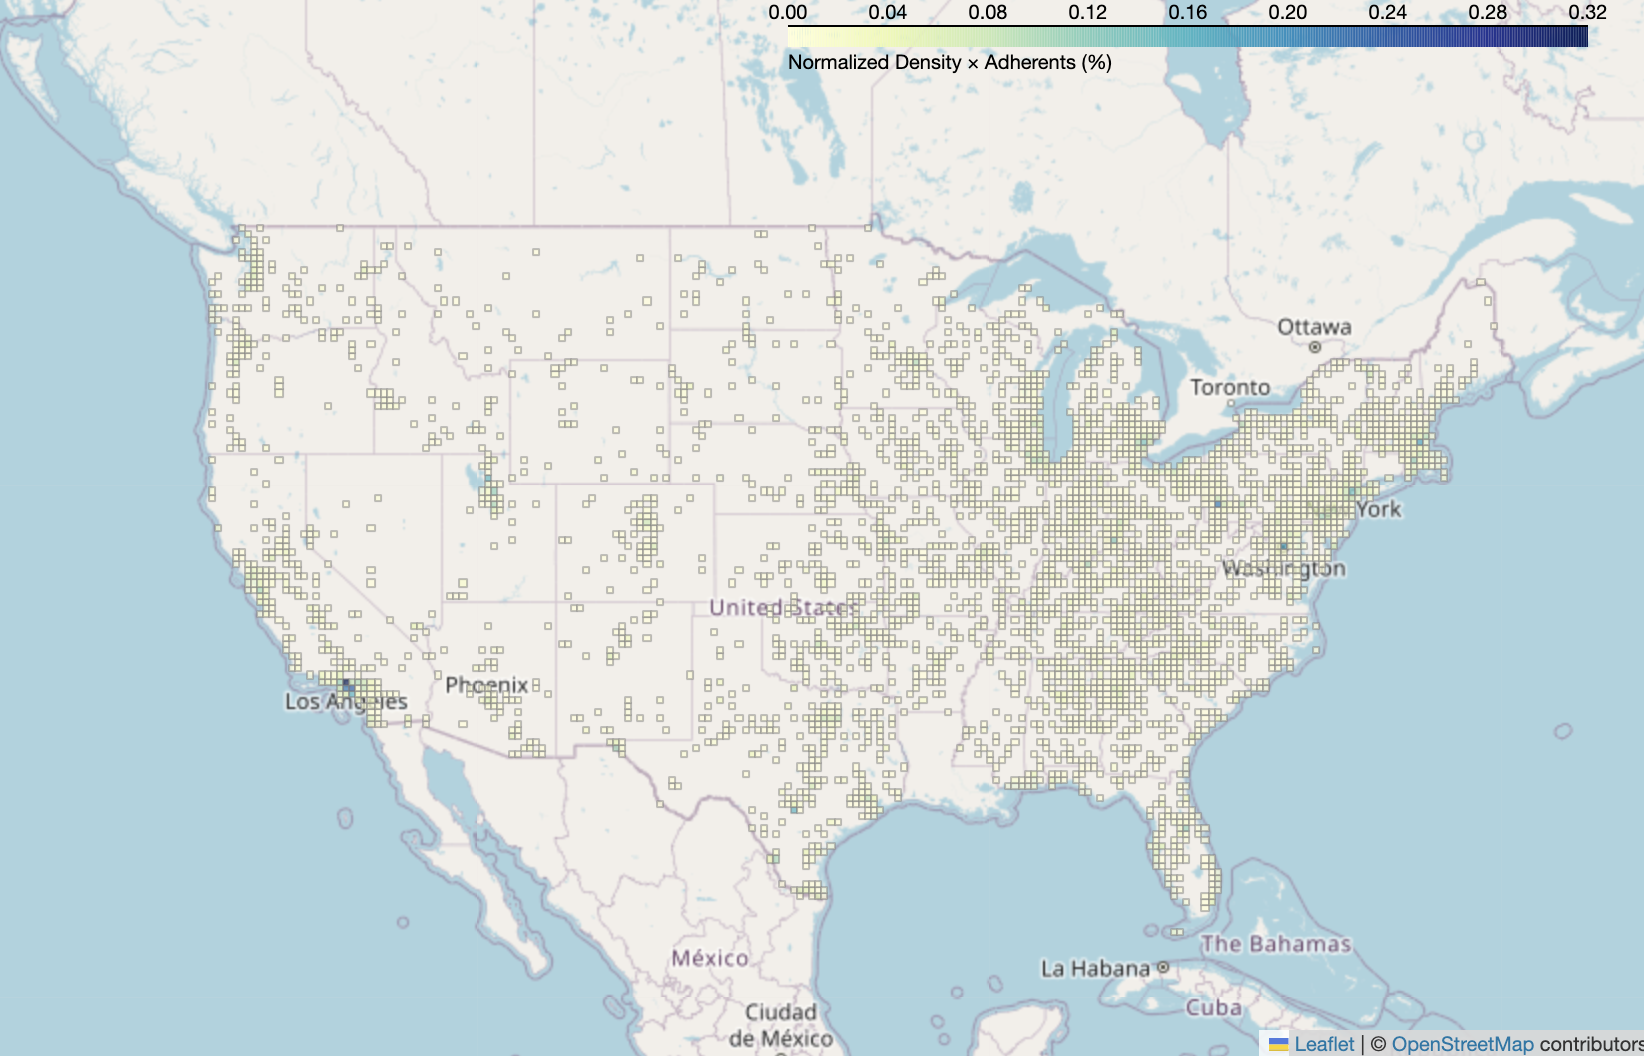 0.00 0.04 0.08 0.12 0.16 0.20 0.24 0.28 0.32
Normalized Density × Adherents (%)
Ottawa
Toronto
York
Washington
United States
Phoenix
Los Angeles
México
Ciudad
de México
The Bahamas
La Habana
Cuba
Leaflet | © OpenStreetMap contributors